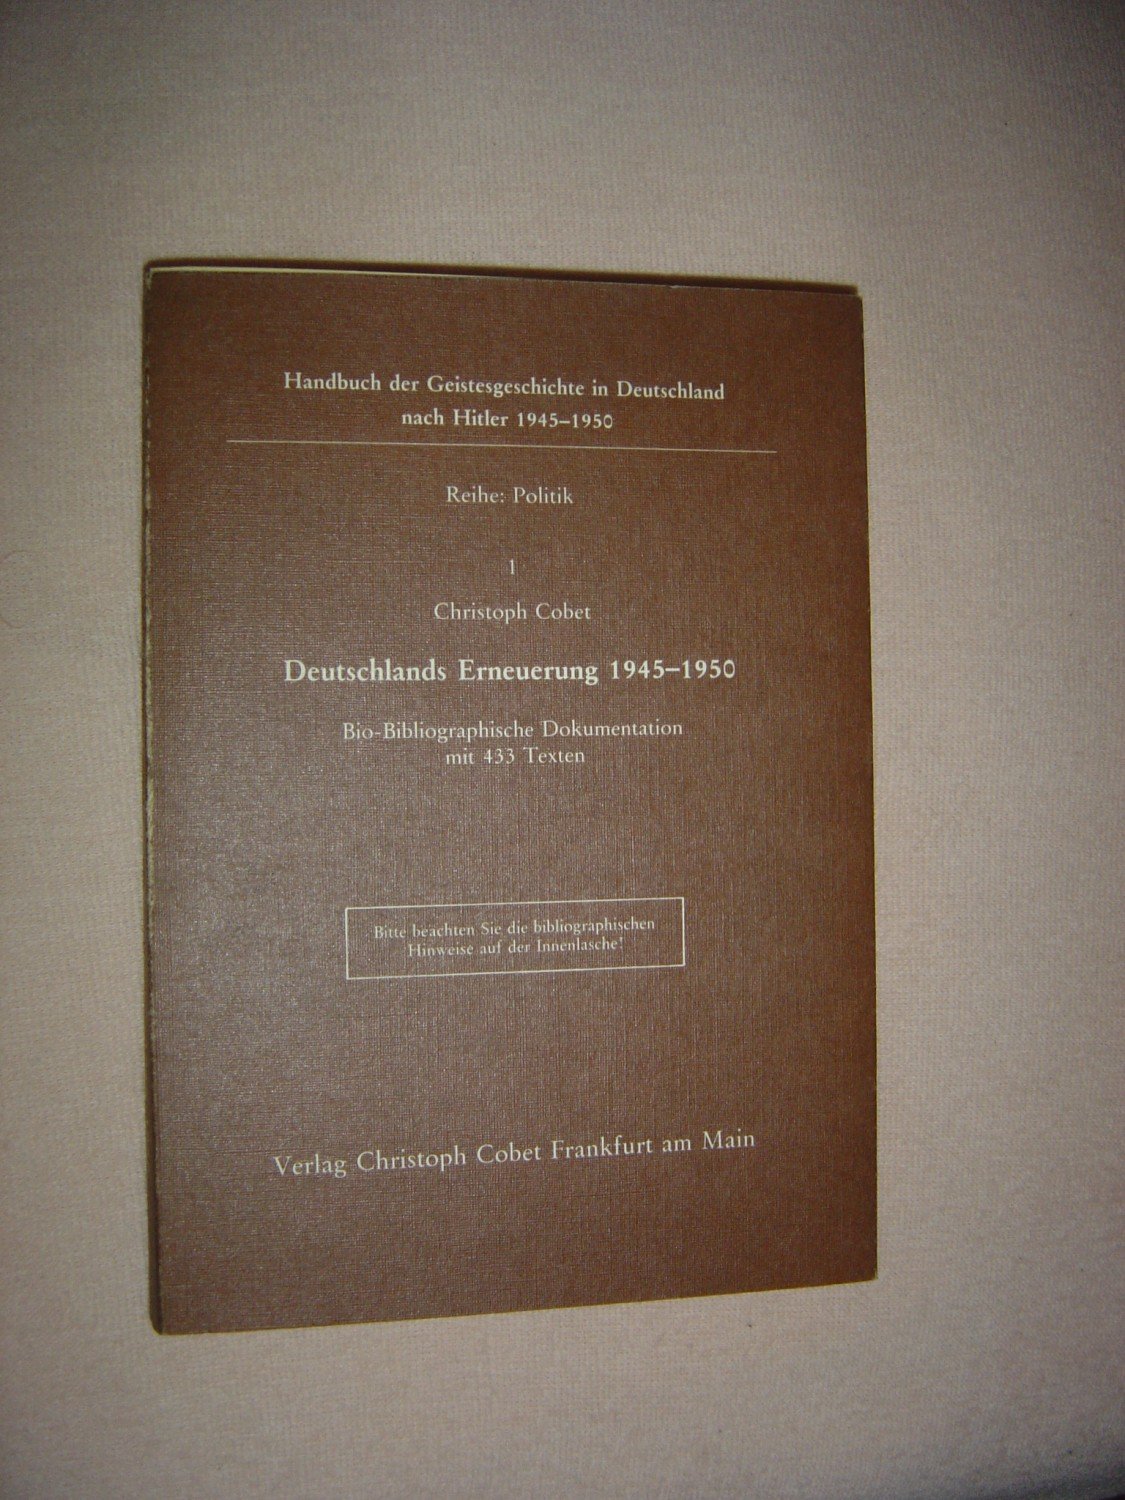 Handbuch der Geistesgeschichte in Deutschland
nach Hitler 1945–1950
Reihe: Politik
1
Christoph Cobet
Deutschlands Erneuerung 1945–1950
Bio-Bibliographische Dokumentation
mit 433 Texten
Bitte beachten Sie die bibliographischen
Hinweise auf der Innenlasche!
Verlag Christoph Cobet Frankfurt am Main